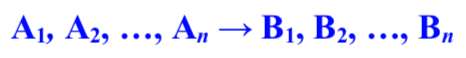 A₁, A₂, …, Aₙ → B₁, B₂, …, Bₙ